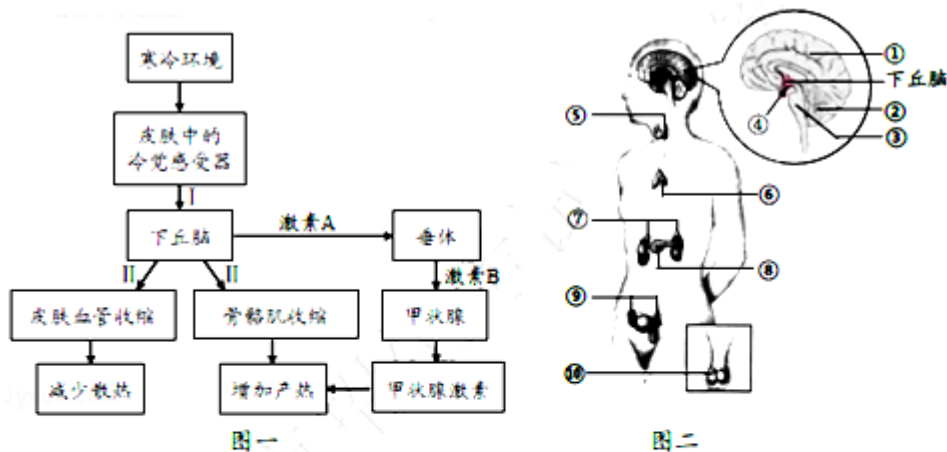 寒冷环境
皮肤中的
冷觉感受器
I
下丘脑
激素A
垂体
II
II
激素B
皮肤血管收缩
骨骼肌收缩
甲状腺
减少散热
增加产热
甲状腺激素
图一
①
下丘脑
②
③
④
⑤
⑥
⑦
⑧
⑨
⑩
图二